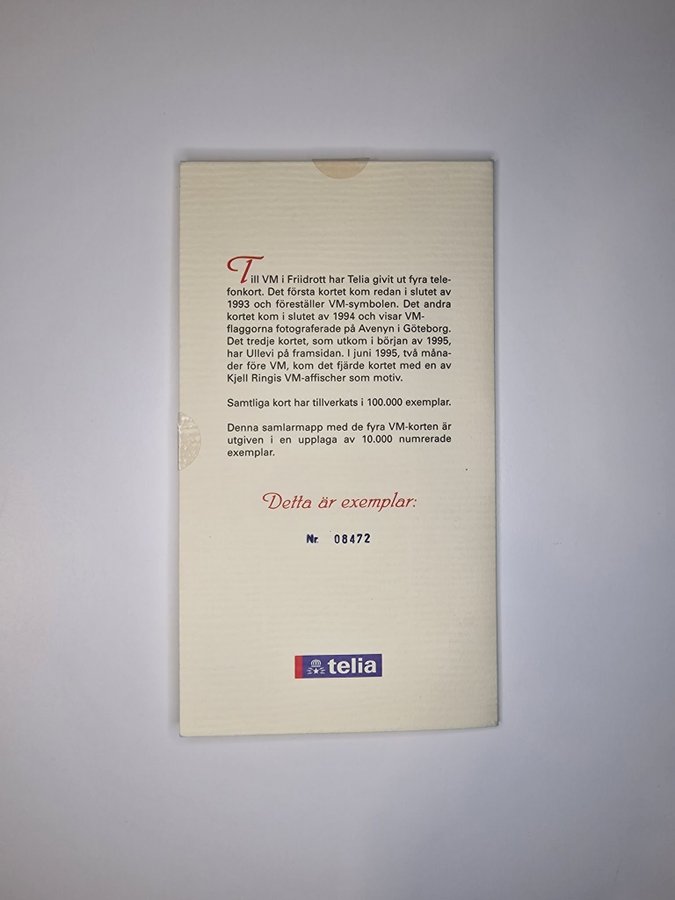 Till VM i Friidrott har Telia givit ut fyra tele-
fonkort. Det första kortet kom redan i slutet av
1993 och föreställer VM-symbolen. Det andra
kortet kom i slutet av 1994 och visar VM-
flaggorna fotograferade på Avenyn i Göteborg.
Det tredje kortet, som utkom i början av 1995,
har Ullevi på framsidan. I juni 1995, två måna-
der före VM, kom det fjärde kortet med en av
Kjell Ringis VM-affischer som motiv.
Samtliga kort har tillverkats i 100.000 exemplar.
Denna samlarmapp med de fyra VM-korten är
utgiven i en upplaga av 10.000 numrerade
exemplar.
Detta är exemplar:
Nr. 08472
telia